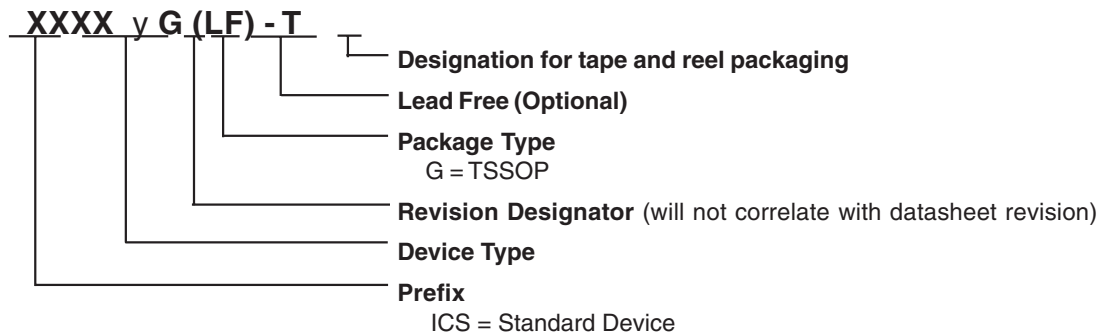 XXXX y G (LF) - T
Designation for tape and reel packaging
Lead Free (Optional)
Package Type
G = TSSOP
Revision Designator (will not correlate with datasheet revision)
Device Type
Prefix
ICS = Standard Device